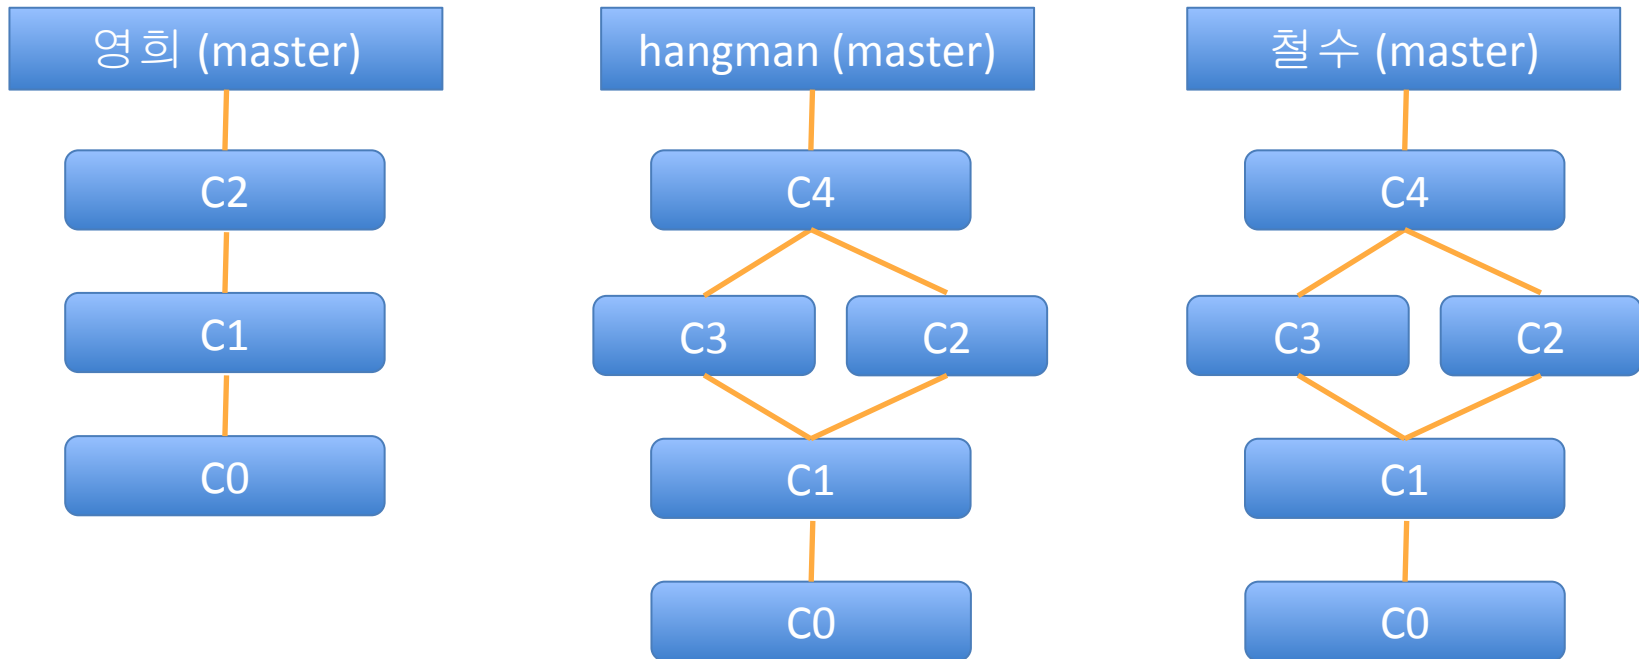 영희 (master)
C2
C1
C0
hangman (master)
C4
C3
C2
C1
C0
철수 (master)
C4
C3
C2
C1
C0